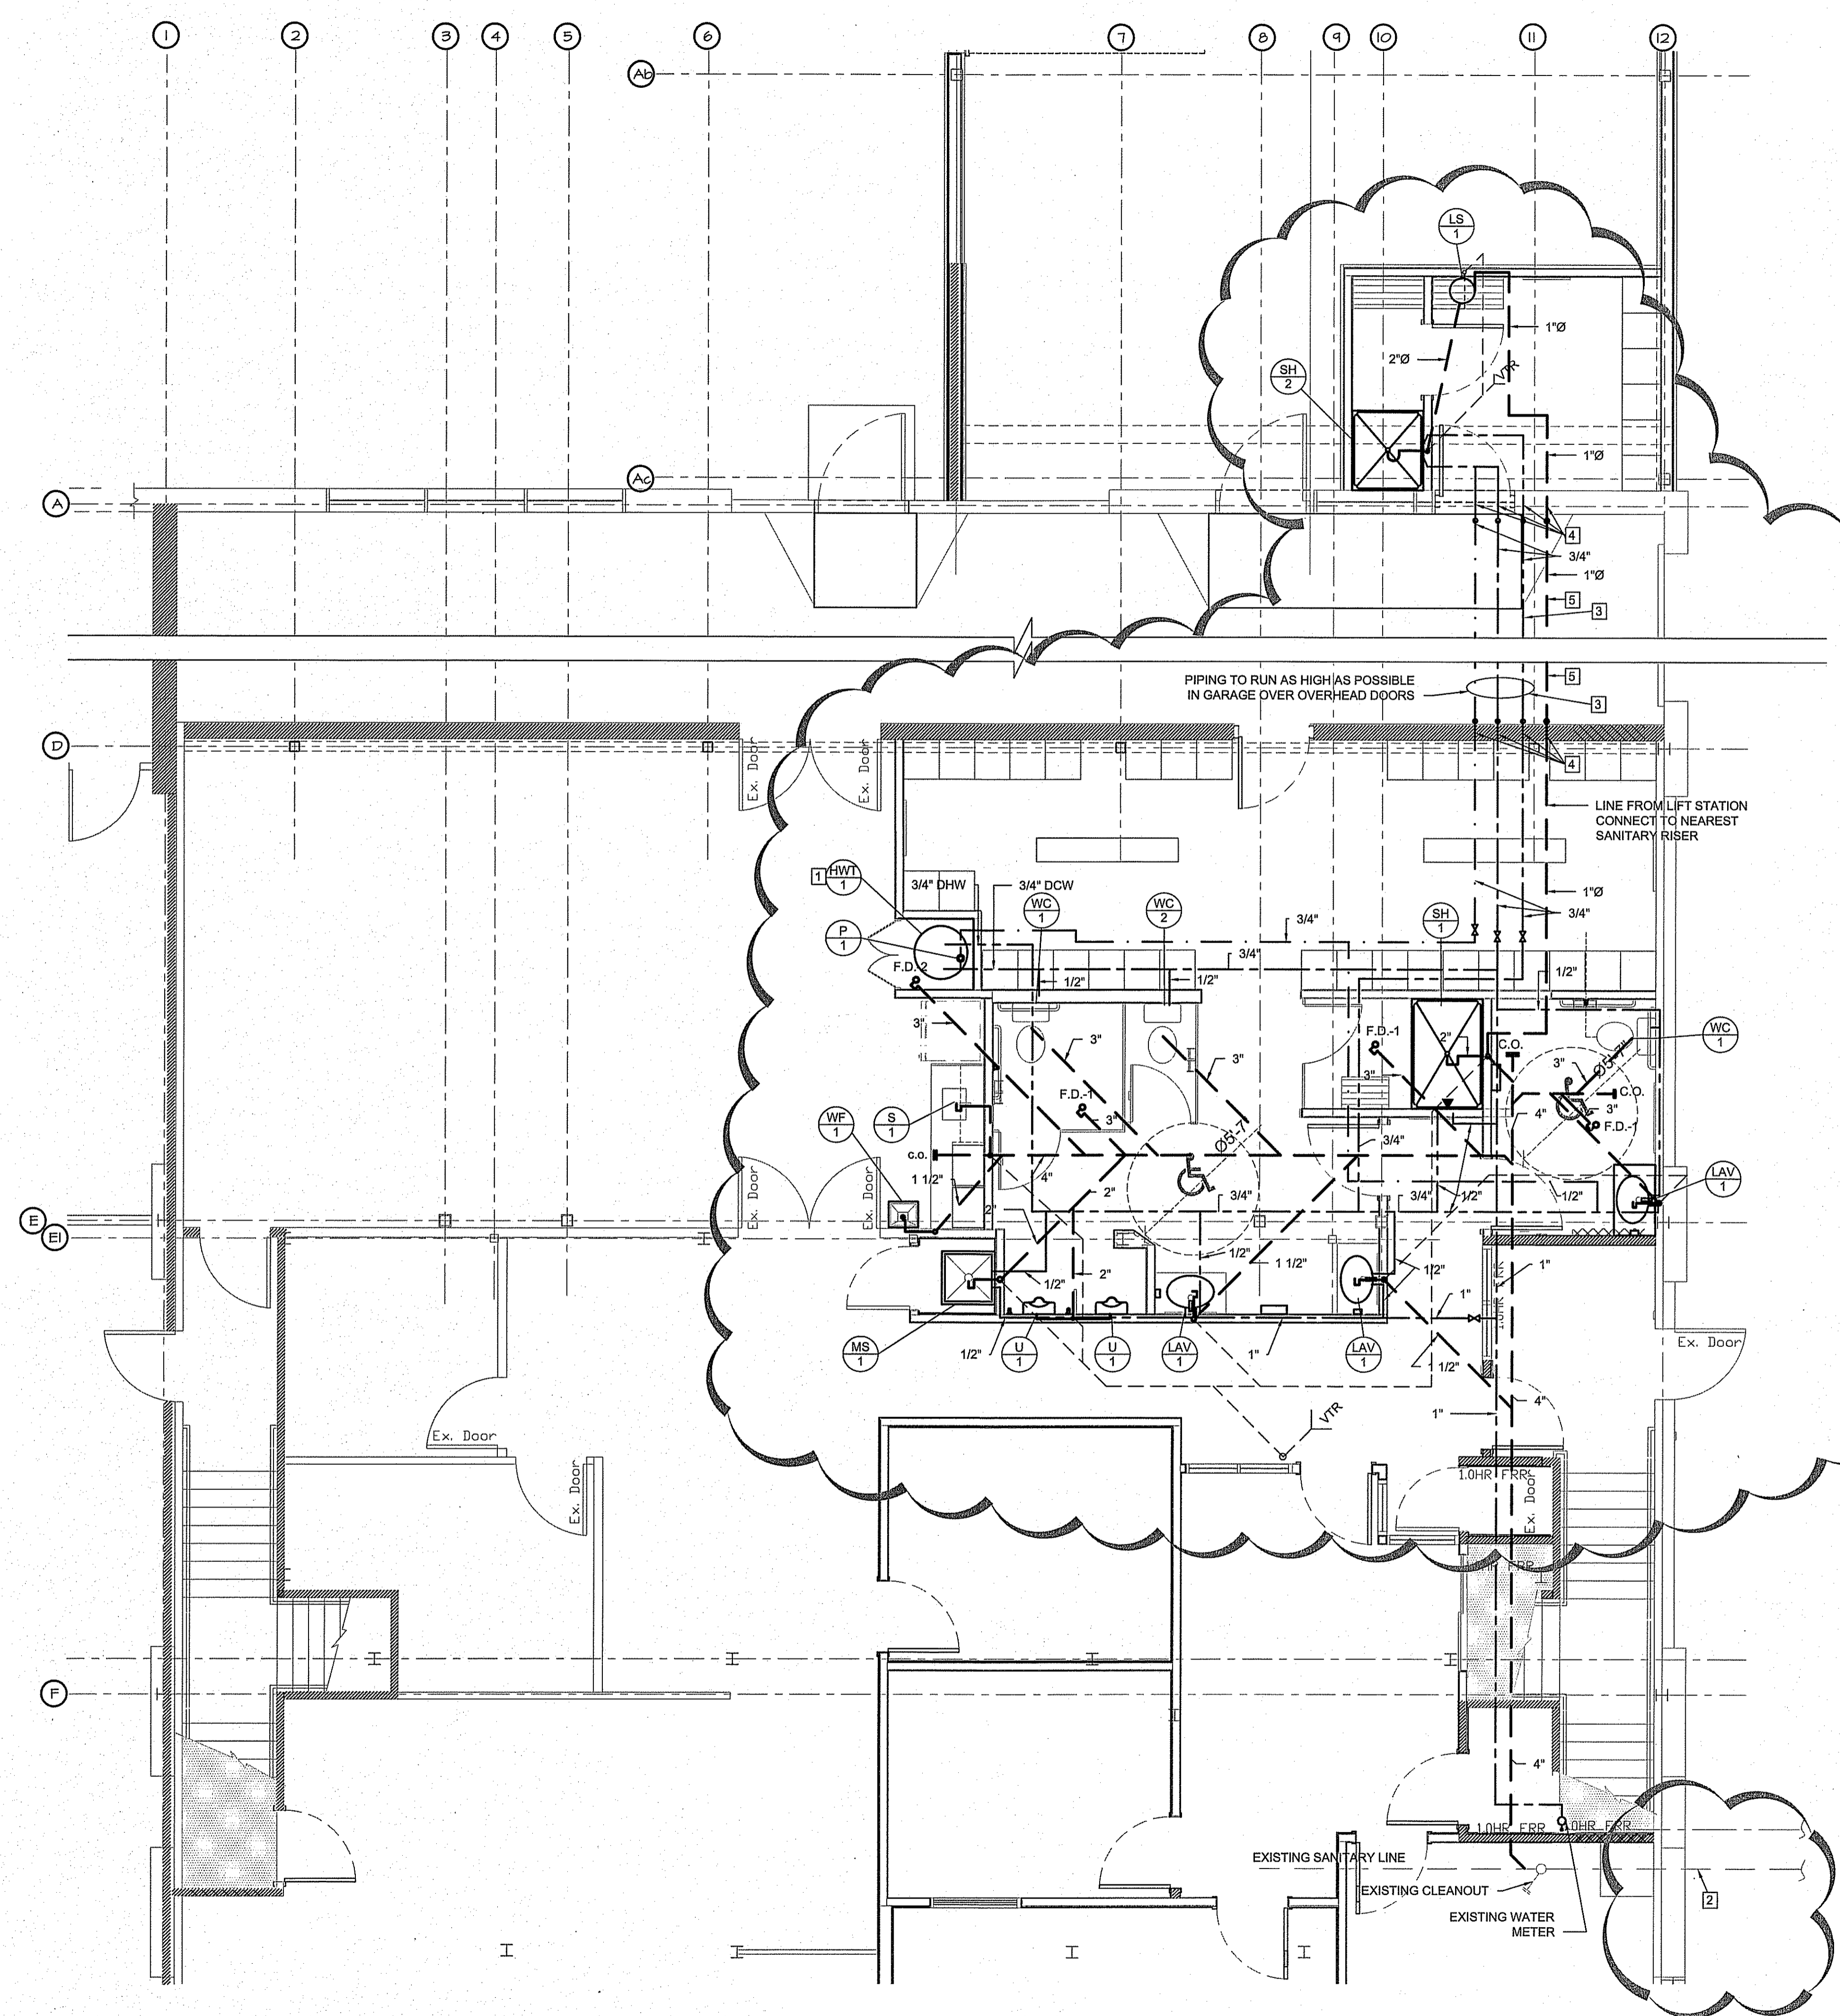 1
2
3
4
5
6
7
8
9
10
11
12
Ab
LS
1
1"Ø
2"Ø
VTR
SH
2
1"Ø
Ac
A
4
3/4"
1"Ø
5
3
5
PIPING TO RUN AS HIGH AS POSSIBLE
IN GARAGE OVER OVERHEAD DOORS
3
D
Ex. Door
Ex. Door
4
LINE FROM LIFT STATION
CONNECT TO NEAREST
SANITARY RISER
1
HWT
1
3/4" DHW
3/4" DCW
WC
1
WC
2
SH
1
1"Ø
3/4"
3/4"
P
1
3/4"
F.D.-2
1/2"
1/2"
1/2"
3"
3"
3"
F.D.-1
2"
C.O.
WC
1
3"
Ø5'-7"
3"
C.O.
F.D.-1
3"
3"
4"
F.D.-1
WF
1
S
1
Ø5'-7"
3/4"
C.O.
1 1/2"
4"
2"
3/4"
3/4"
1/2"
1/2"
LAV
1
Ex. Door
Ex. Door
E
E1
2"
2"
1/2"
1/2"
1 1/2"
1/2"
1"
1"
MS
1
1/2"
U
1
U
1
LAV
1
1"
LAV
1
1 1/2"
Ex. Door
4"
1"
VTR
Ex. Door
Ex. Door
1.0HR FRR
Ex. Door
F
4"
1.0HR FRR
1.0HR FRR
EXISTING SANITARY LINE
EXISTING CLEANOUT
2
EXISTING WATER
METER